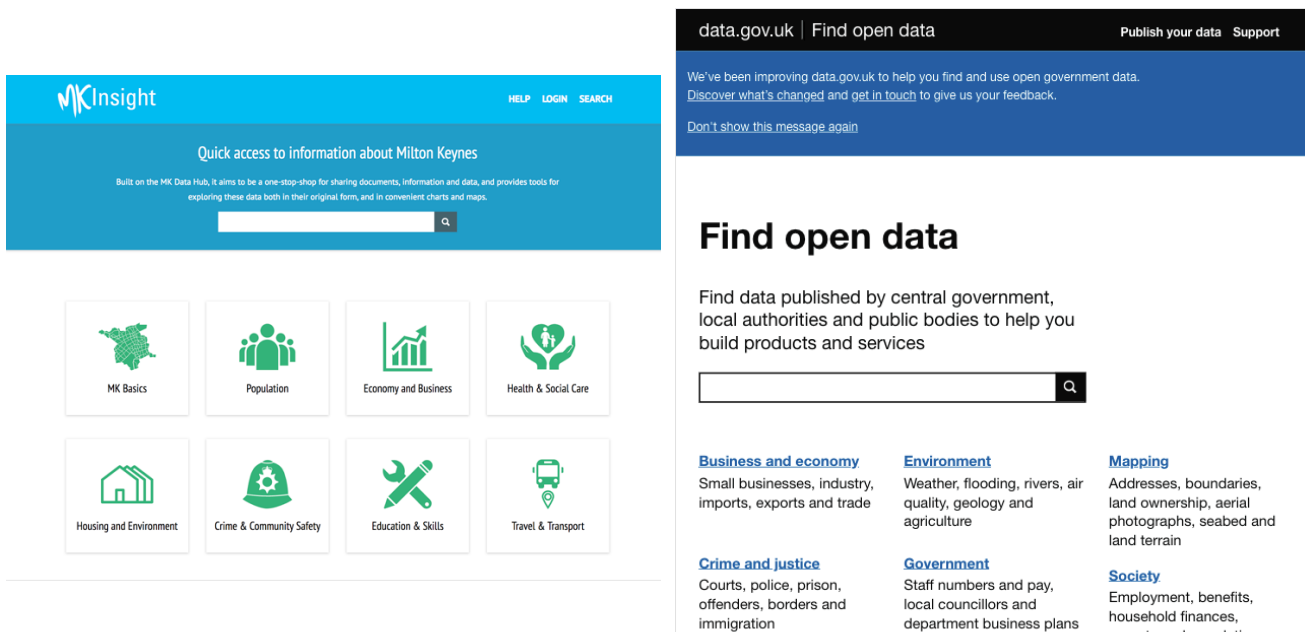 MKInsight
HELP LOGIN SEARCH
Quick access to information about Milton Keynes
Built on the MK Data Hub, it aims to be a one-stop-shop for sharing documents, information and data, and provides tools for
exploring these data both in their original form, and in convenient charts and maps.
MK Basics
Population
Economy and Business
Health & Social Care
Housing and Environment
Crime & Community Safety
Education & Skills
Travel & Transport
data.gov.uk | Find open data
Publish your data Support
We've been improving data.gov.uk to help you find and use open government data.
Discover what's changed and get in touch to give us your feedback.
Don't show this message again
Find open data
Find data published by central government,
local authorities and public bodies to help you
build products and services
Business and economy
Small businesses, industry,
imports, exports and trade
Environment
Weather, flooding, rivers, air
quality, geology and
agriculture
Mapping
Addresses, boundaries,
land ownership, aerial
photographs, seabed and
land terrain
Crime and justice
Courts, police, prison,
offenders, borders and
immigration
Government
Staff numbers and pay,
local councillors and
department business plans
Society
Employment, benefits,
household finances,